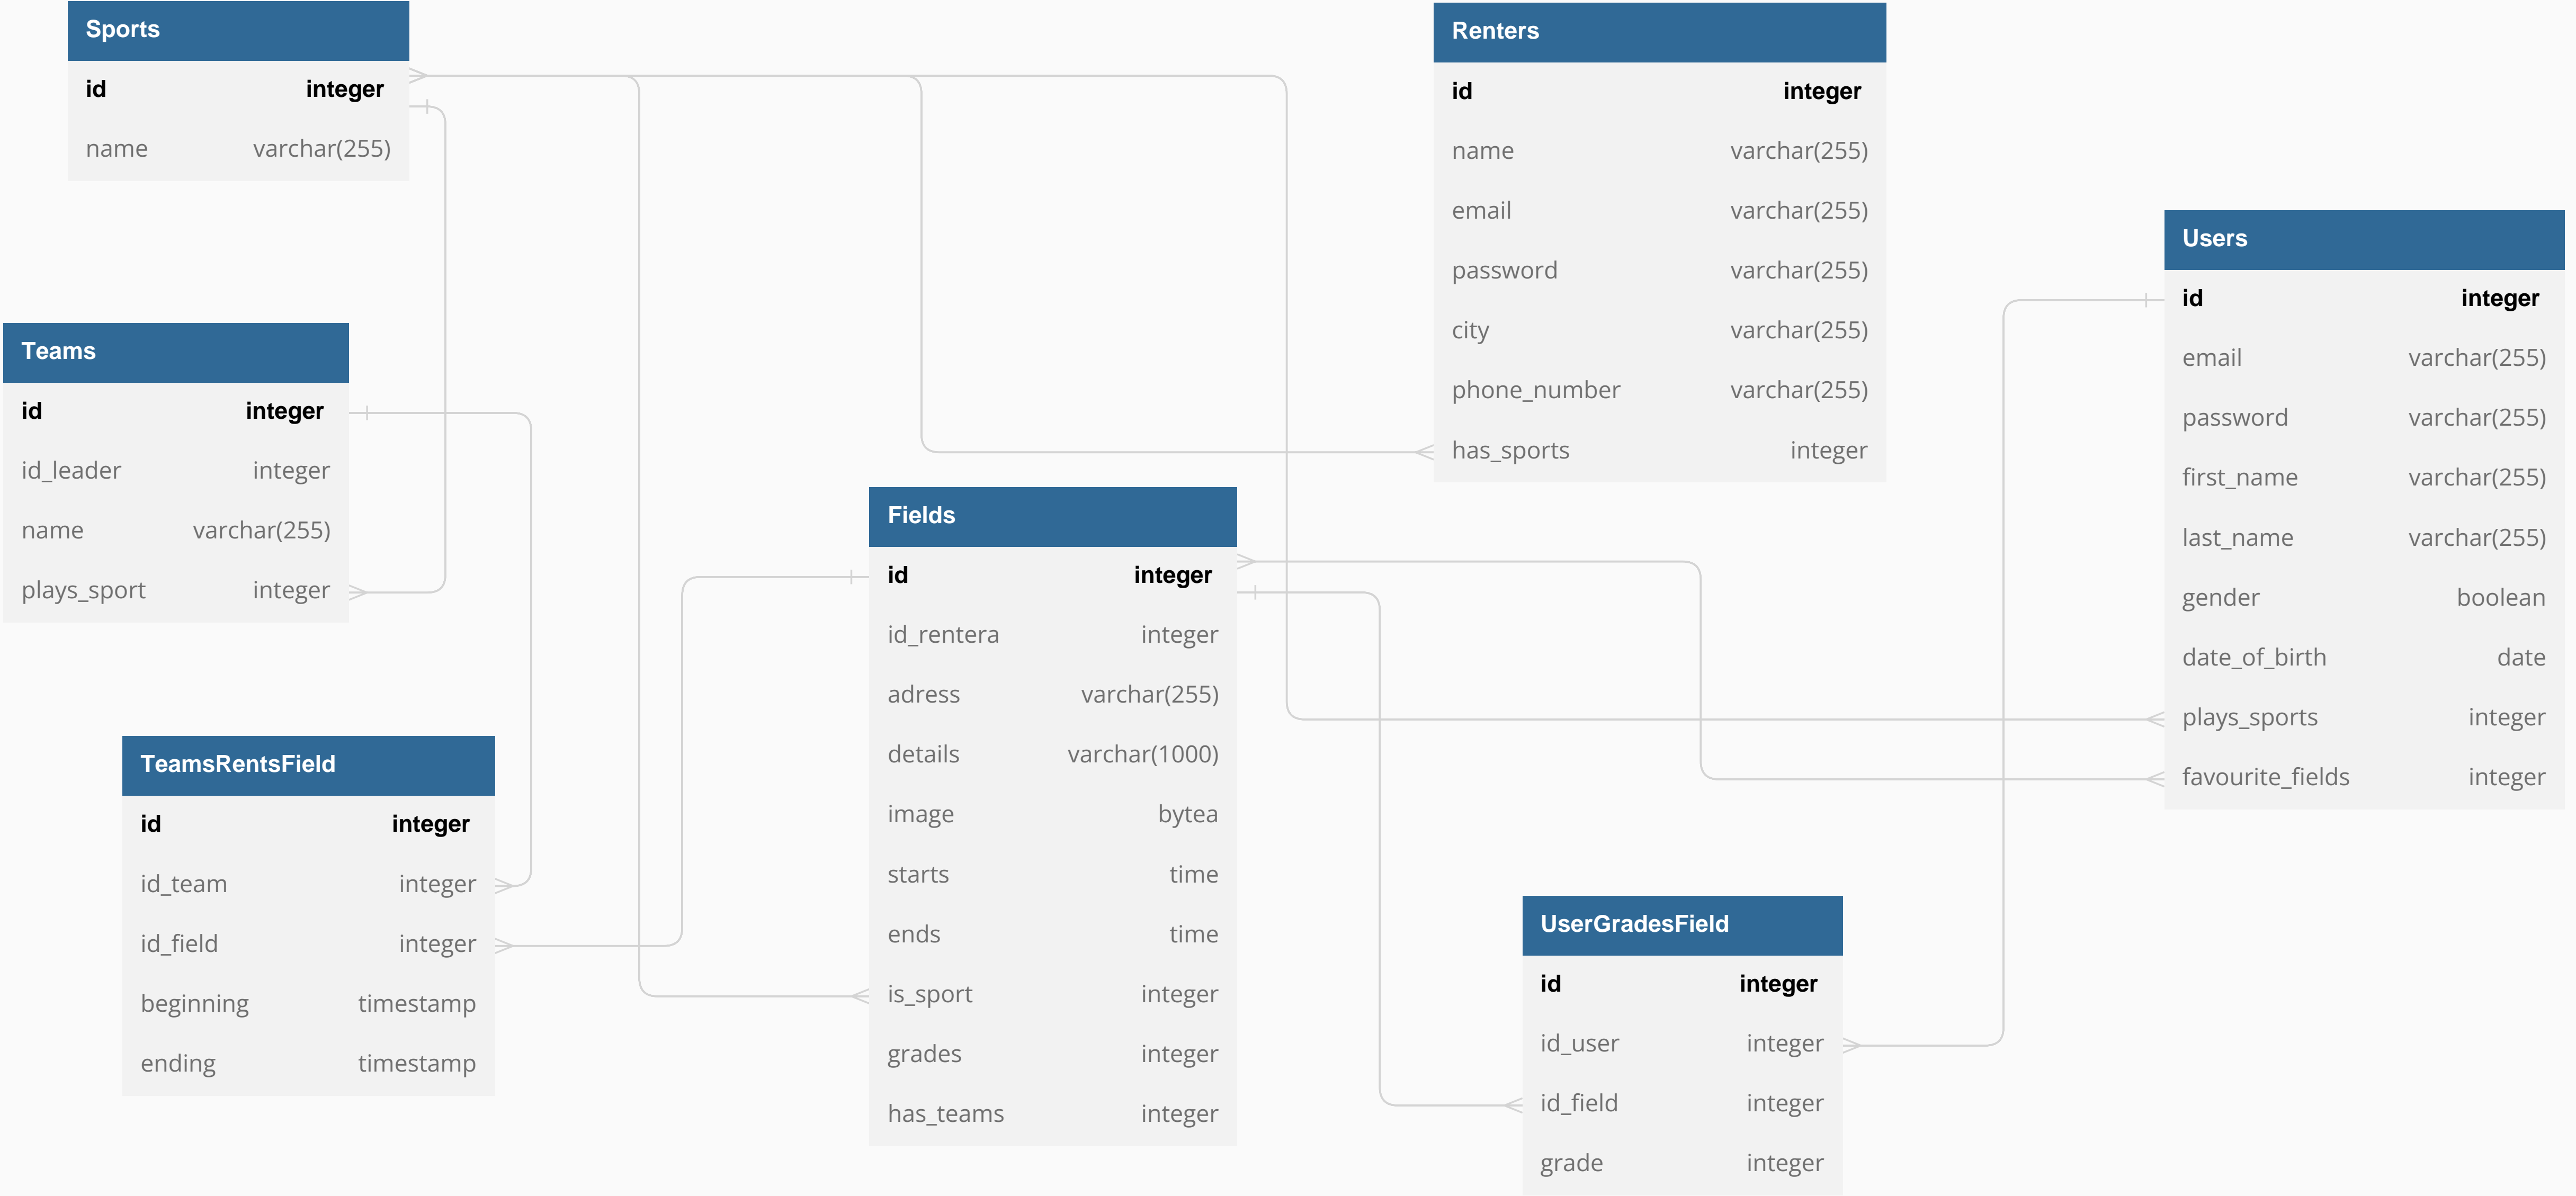 Sports
id integer
name varchar(255)
Teams
id integer
id_leader integer
name varchar(255)
plays_sport integer
TeamsRentsField
id integer
id_team integer
id_field integer
beginning timestamp
ending timestamp
Fields
id integer
id_rentera integer
adress varchar(255)
details varchar(1000)
image bytea
starts time
ends time
is_sport integer
grades integer
has_teams integer
Renters
id integer
name varchar(255)
email varchar(255)
password varchar(255)
city varchar(255)
phone_number varchar(255)
has_sports integer
UserGradesField
id integer
id_user integer
id_field integer
grade integer
Users
id integer
email varchar(255)
password varchar(255)
first_name varchar(255)
last_name varchar(255)
gender boolean
date_of_birth date
plays_sports integer
favourite_fields integer